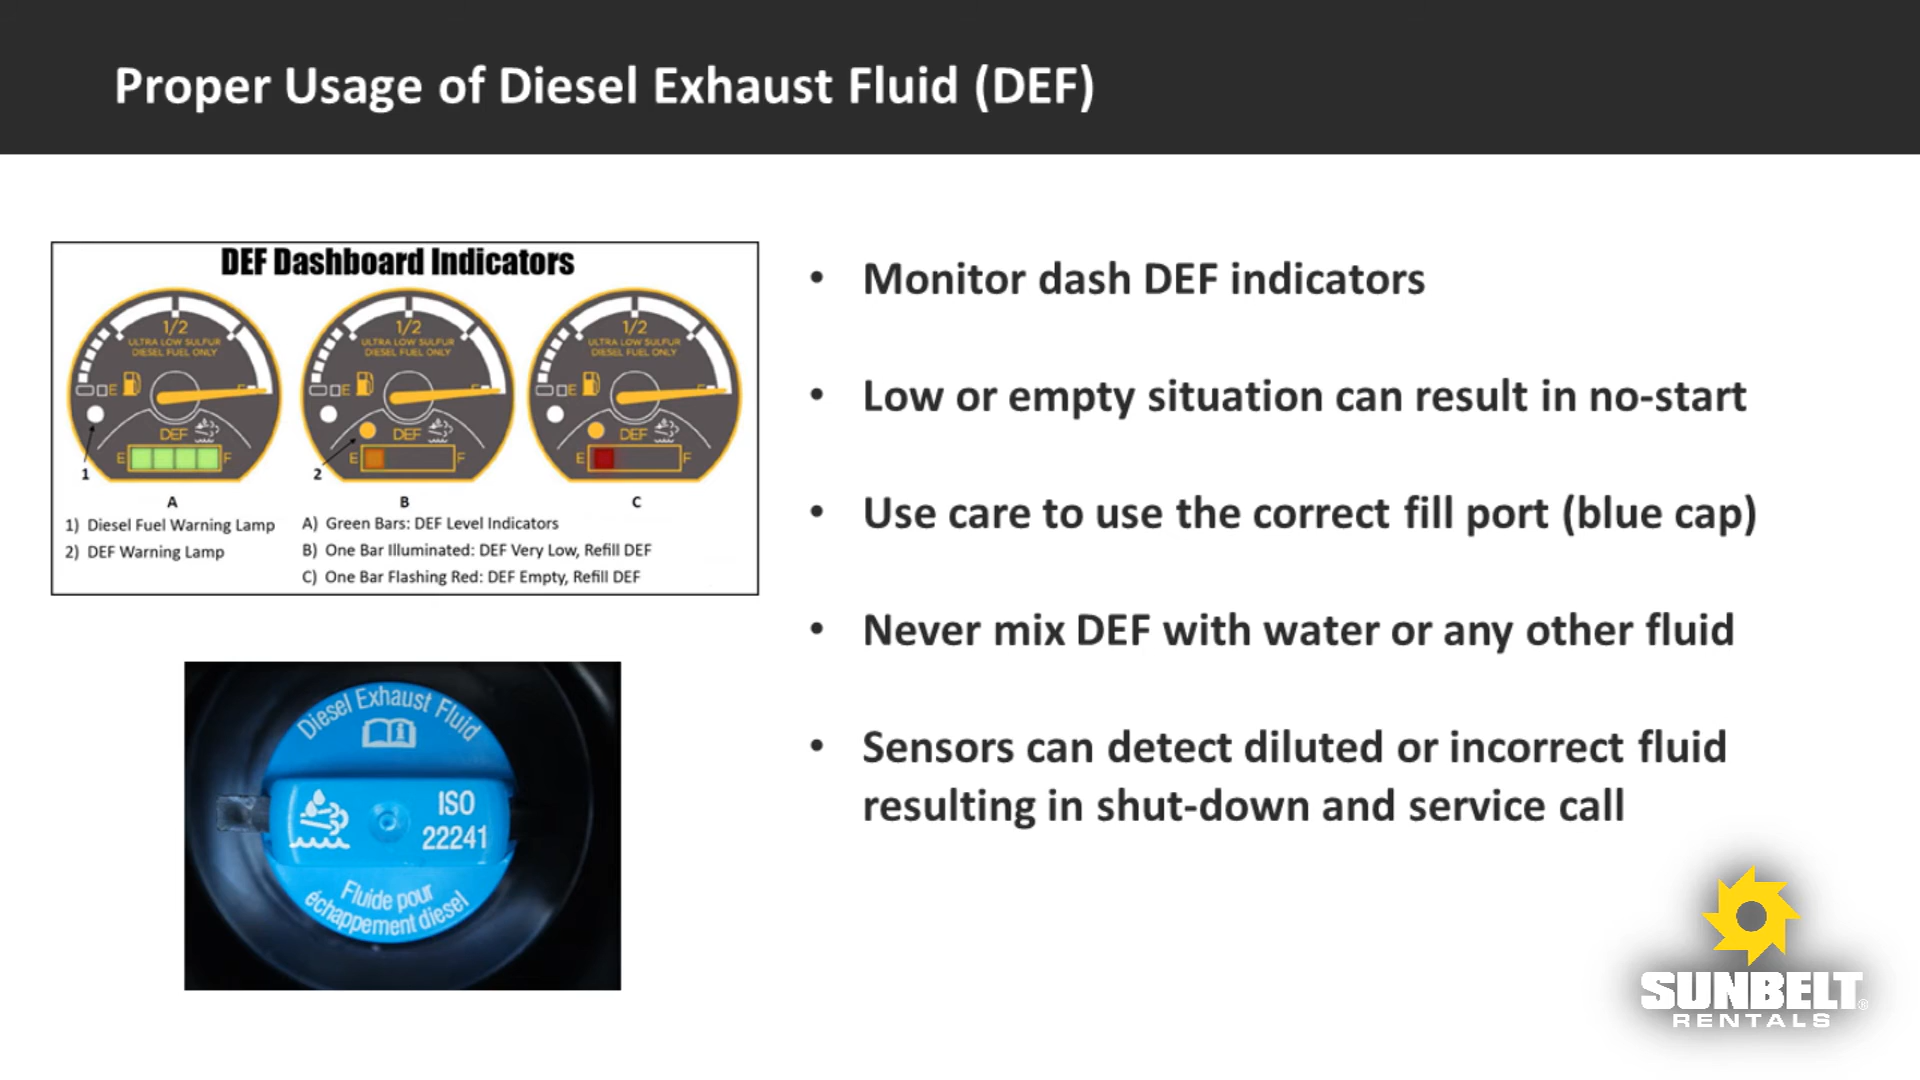 Proper Usage of Diesel Exhaust Fluid (DEF)
DEF Dashboard Indicators
1/2
ULTRA LOW SULFUR
DIESEL FUEL ONLY
E F
DEF
E F
1
A
1/2
ULTRA LOW SULFUR
DIESEL FUEL ONLY
E F
DEF
E F
2
B
1/2
ULTRA LOW SULFUR
DIESEL FUEL ONLY
E F
DEF
E F
C
1) Diesel Fuel Warning Lamp
2) DEF Warning Lamp
A) Green Bars: DEF Level Indicators
B) One Bar Illuminated: DEF Very Low, Refill DEF
C) One Bar Flashing Red: DEF Empty, Refill DEF
Diesel Exhaust Fluid
ISO
22241
Fluide pour
échappement diesel
• Monitor dash DEF indicators
• Low or empty situation can result in no-start
• Use care to use the correct fill port (blue cap)
• Never mix DEF with water or any other fluid
• Sensors can detect diluted or incorrect fluid
resulting in shut-down and service call
SUNBELT®
RENTALS